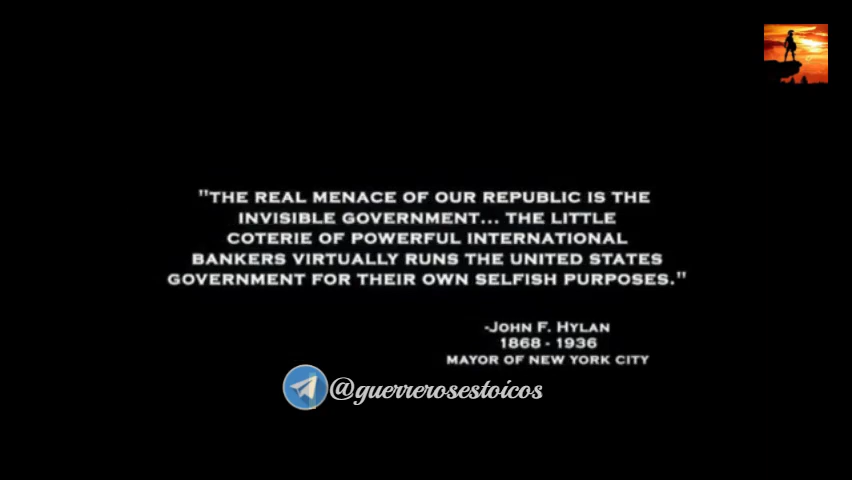 "THE REAL MENACE OF OUR REPUBLIC IS THE
INVISIBLE GOVERNMENT... THE LITTLE
COTERIE OF POWERFUL INTERNATIONAL
BANKERS VIRTUALLY RUNS THE UNITED STATES
GOVERNMENT FOR THEIR OWN SELFISH PURPOSES."
-JOHN F. HYLAN
1868 - 1936
MAYOR OF NEW YORK CITY
@guerrerosestoicos